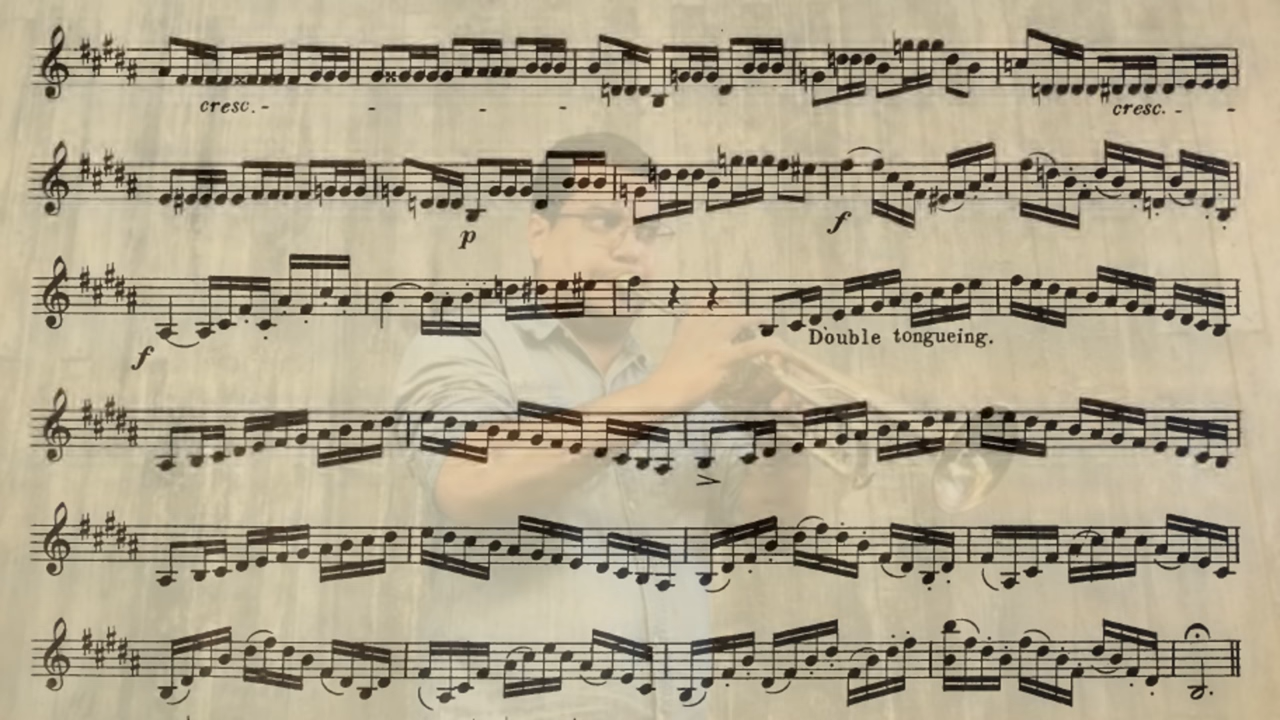 cresc. - - - - cresc. - -
p f
f Double tongueing.